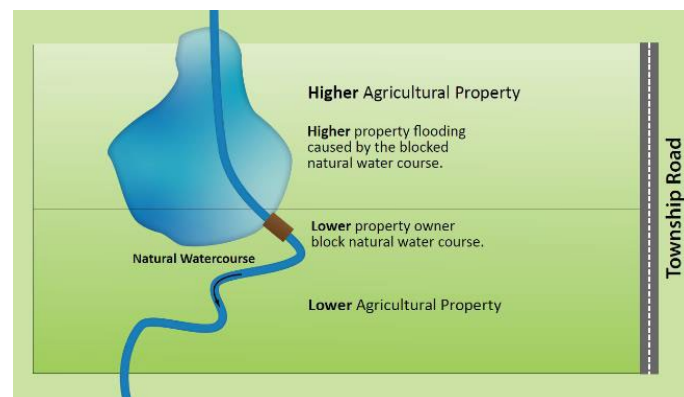 Higher Agricultural Property
Higher property flooding
caused by the blocked
natural water course.
Lower property owner
block natural water course.
Natural Watercourse
Lower Agricultural Property
Township Road